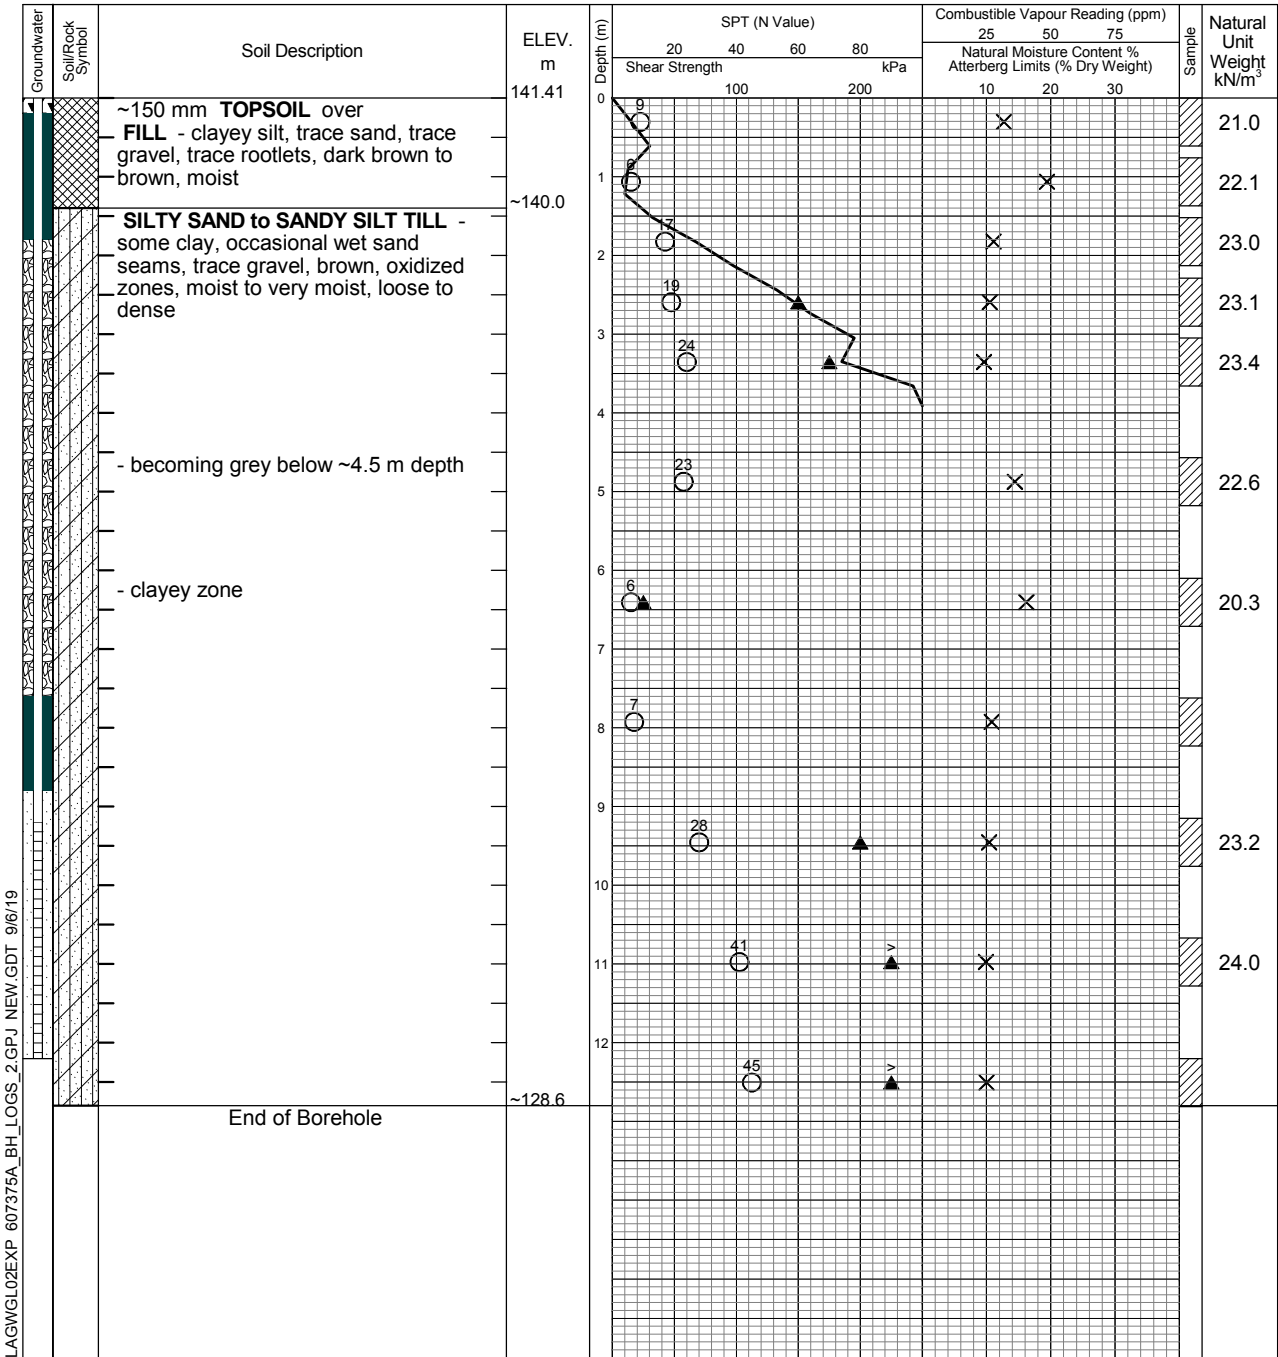 Groundwater
Soil/Rock
Symbol
Soil Description
ELEV.
m
Depth (m)
SPT (N Value)
20 40 60 80
Shear Strength kPa
100 200
Combustible Vapour Reading (ppm)
25 50 75
Natural Moisture Content %
Atterberg Limits (% Dry Weight)
10 20 30
Sample
Natural
Unit
Weight
kN/m³
141.41
0
~150 mm TOPSOIL over
FILL - clayey silt, trace sand, trace
gravel, trace rootlets, dark brown to
brown, moist
9
21.0
6
1
22.1
~140.0
SILTY SAND to SANDY SILT TILL -
some clay, occasional wet sand
seams, trace gravel, brown, oxidized
zones, moist to very moist, loose to
dense
17
23.0
2
19
23.1
3
24
23.4
4
- becoming grey below ~4.5 m depth
23
22.6
5
6
- clayey zone
6
20.3
7
7
8
9
28
23.2
10
41
>
11
24.0
12
45
>
~128.6
End of Borehole
LAGWGL02EXP 607375A_BH_LOGS_2.GPJ NEW.GDT 9/6/19